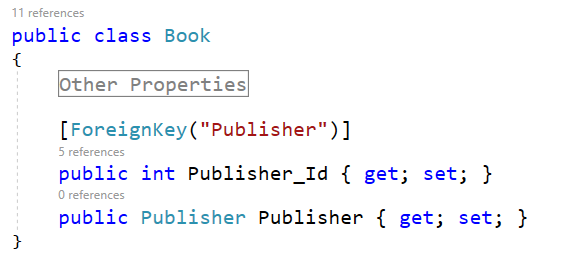 11 references
public class Book
{
Other Properties
[ForeignKey("Publisher")]
5 references
public int Publisher_Id { get; set; }
0 references
public Publisher Publisher { get; set; }
}